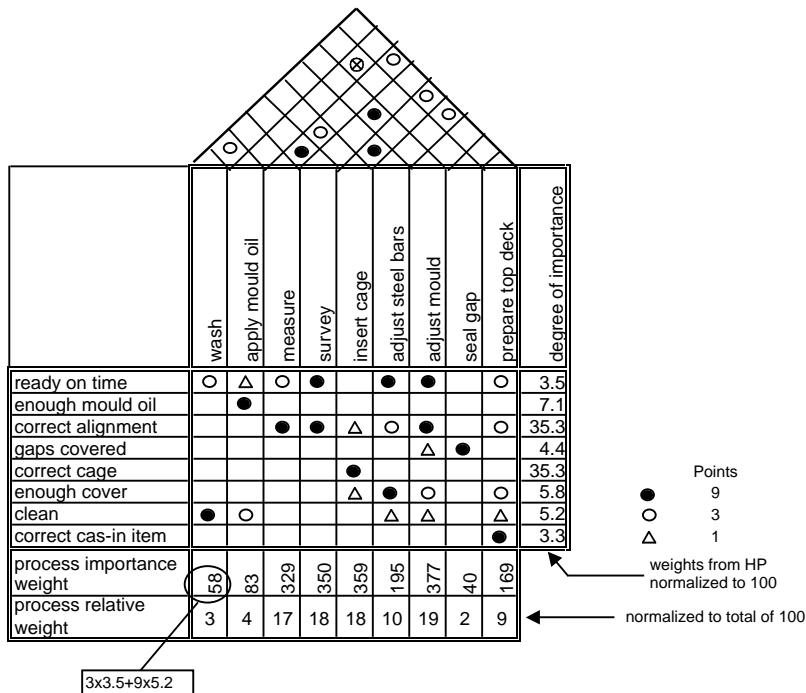 wash
apply mould oil
measure
survey
insert cage
adjust steel bars
adjust mould
seal gap
prepare top deck
degree of importance
ready on time 3.5
enough mould oil 7.1
correct alignment 35.3
gaps covered 4.4
correct cage 35.3
enough cover 5.8
clean 5.2
correct cas-in item 3.3
Points
9
3
1
process importance
weight 58 83 329 350 359 195 377 40 169
weights from HP
normalized to 100
process relative
weight 3 4 17 18 18 10 19 2 9
normalized to total of 100
3x3.5+9x5.2